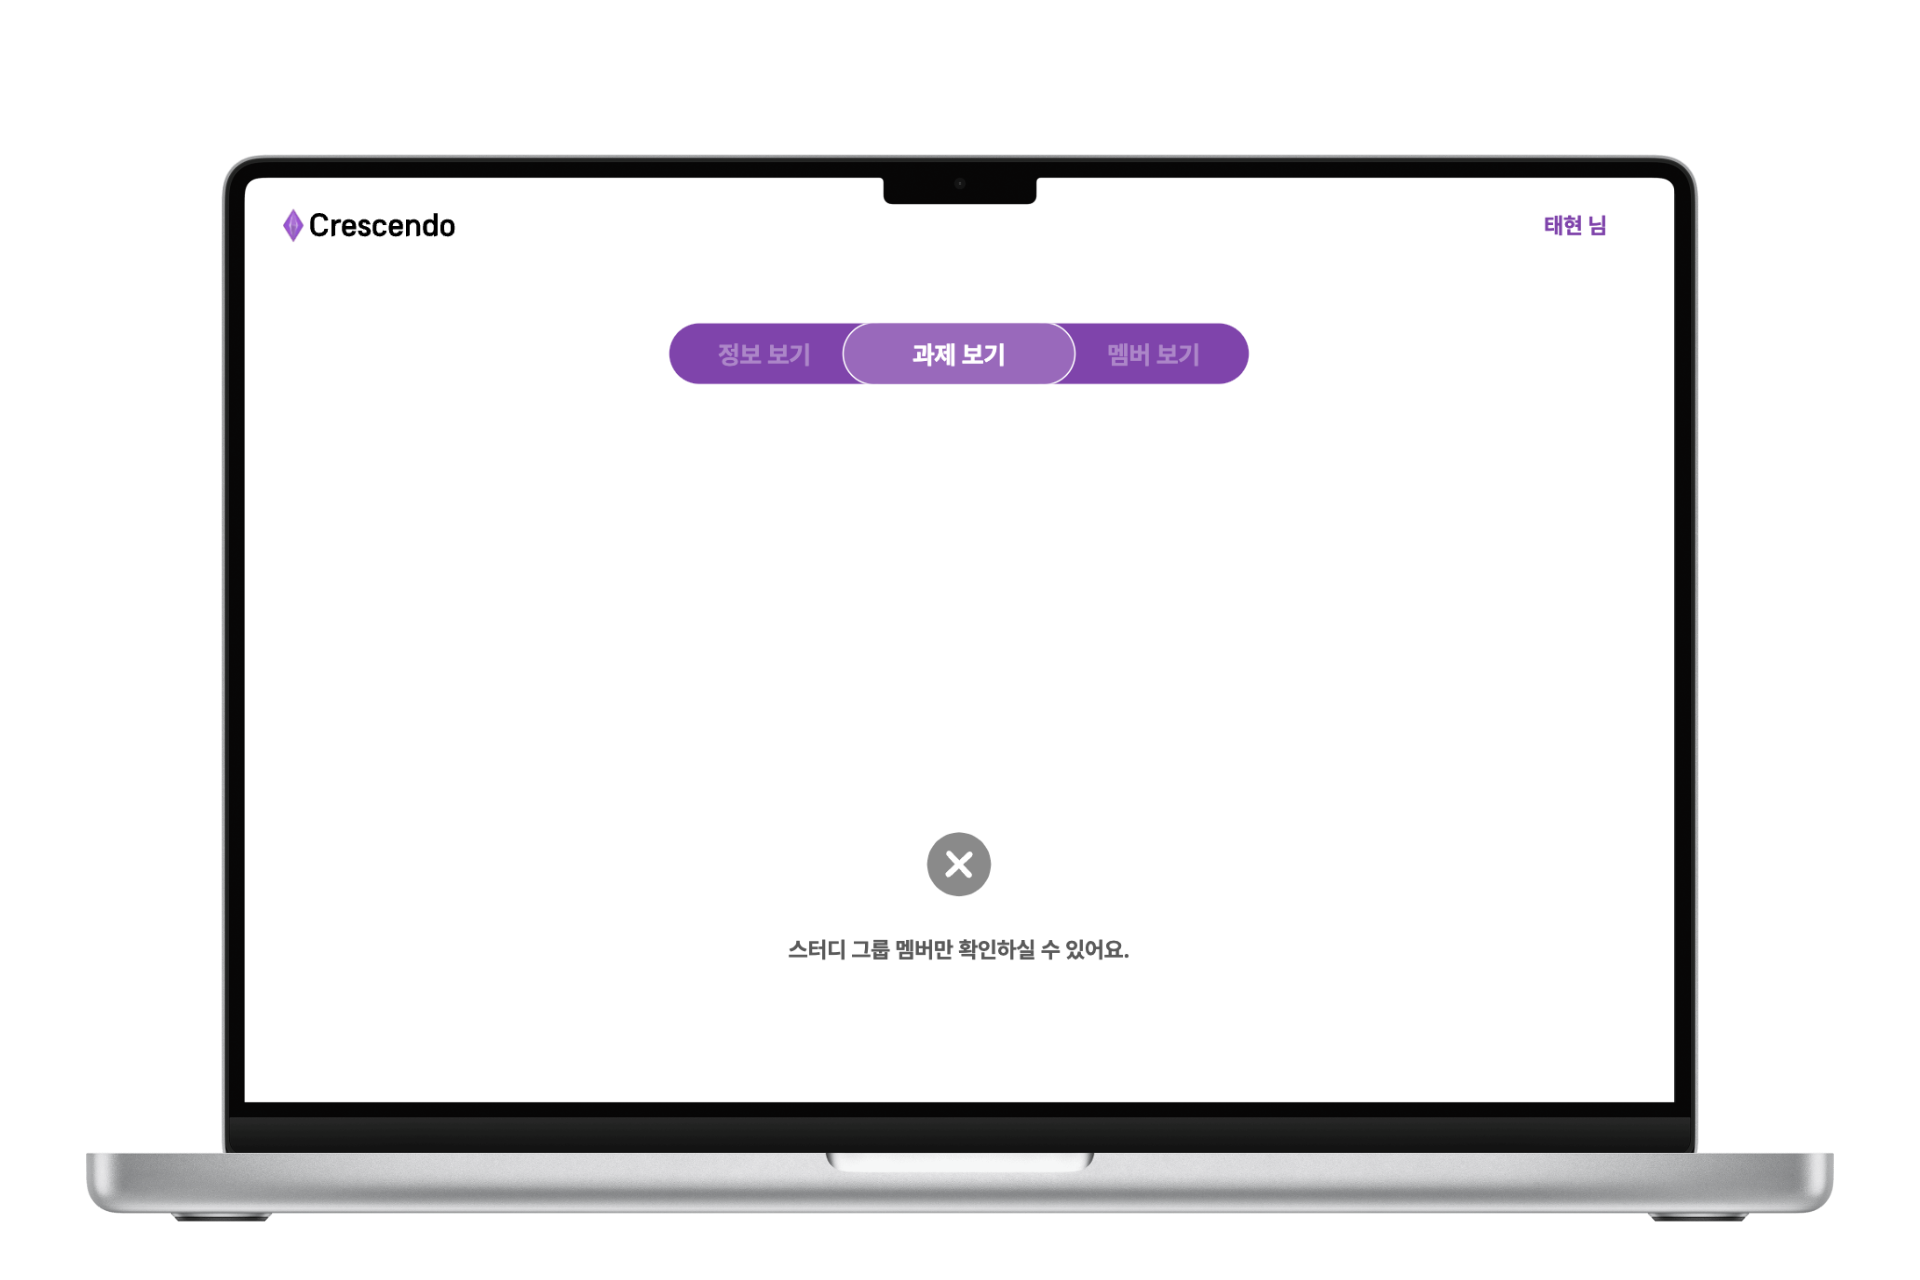 Crescendo
태현 님
정보 보기
과제 보기
멤버 보기
스터디 그룹 멤버만 확인하실 수 있어요.